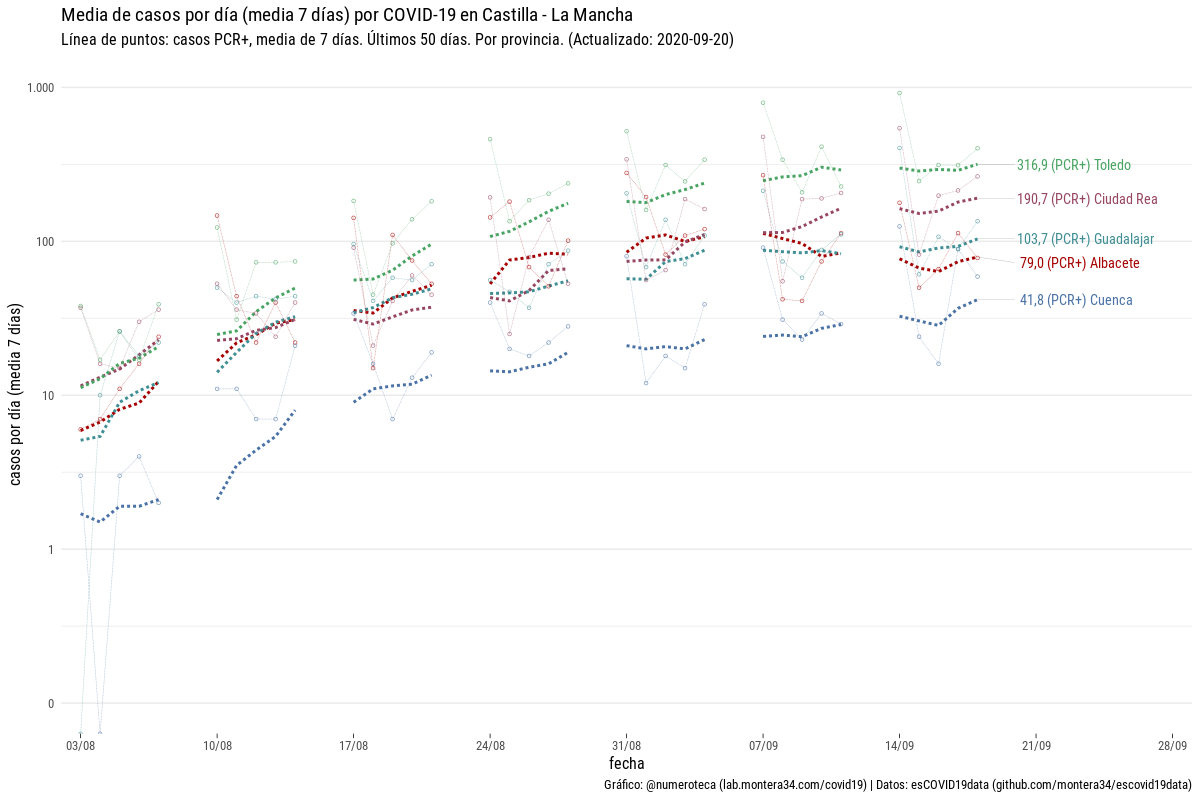 Media de casos por día (media 7 días) por COVID-19 en Castilla - La Mancha
Línea de puntos: casos PCR+, media de 7 días. Últimos 50 días. Por provincia. (Actualizado: 2020-09-20)
casos por día (media 7 días)
1.000
100
10
1
0
316,9 (PCR+) Toledo
190,7 (PCR+) Ciudad Rea
103,7 (PCR+) Guadalajar
79,0 (PCR+) Albacete
41,8 (PCR+) Cuenca
03/08
10/08
17/08
24/08
31/08
07/09
14/09
21/09
28/09
fecha
Gráfico: @numeroteca (lab.montera34.com/covid19) | Datos: esCOVID19data (github.com/montera34/escovid19data)